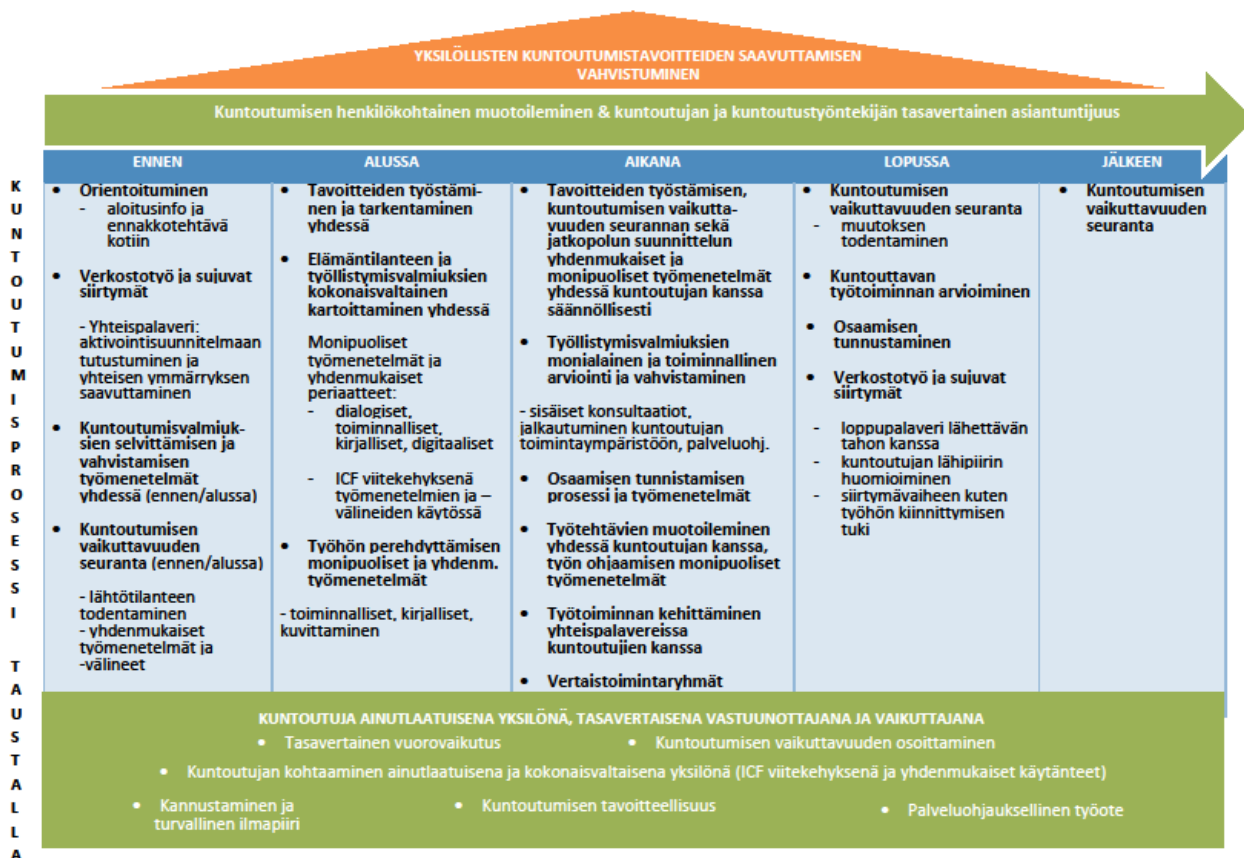 YKSILÖLLISTEN KUNTOUTUMISTAVOITTEIDEN SAAVUTTAMISEN
VAHVISTUMINEN
Kuntoutumisen henkilökohtainen muotoileminen & kuntoutujan ja kuntoutustyöntekijän tasavertainen asiantuntijuus
KUNTOUTUMISPROSESSI
TAUSTALLA
ENNEN
• Orientoituminen
- aloitusinfo ja
ennakkotehtävä
kotiin
• Verkostotyö ja sujuvat
siirtymät
- Yhteispalaveri:
aktivointisuunnitelmaan
tutustuminen ja
yhteisen ymmärryksen
saavuttaminen
• Kuntoutumisvalmiuk-
sien selvittämisen ja
vahvistamisen
työmenetelmät
yhdessä (ennen/alussa)
• Kuntoutumisen
vaikuttavuuden
seuranta (ennen/alussa)
- lähtötilanteen
todentaminen
- yhdenmukaiset
työmenetelmät ja
-välineet
ALUSSA
• Tavoitteiden työstämi-
nen ja tarkentaminen
yhdessä
• Elämäntilanteen ja
työllistymisvalmiuksien
kokonaisvaltainen
kartoittaminen yhdessä
Monipuoliset
työmenetelmät ja
yhdenmukaiset
periaatteet:
- dialogiset,
toiminnalliset,
kirjalliset, digitaaliset
- ICF viitekehyksenä
työmenetelmien ja –
välineiden käytössä
• Työhön perehdyttämisen
monipuoliset ja yhdenm.
työmenetelmät
- toiminnalliset, kirjalliset,
kuvittaminen
AIKANA
• Tavoitteiden työstämisen,
kuntoutumisen vaikutta-
vuuden seurannan sekä
jatkopolun suunnittelun
yhdenmukaiset ja
monipuoliset työmenetelmät
yhdessä kuntoutujan kanssa
säännöllisesti
• Työllistymisvalmiuksien
monialainen ja toiminnallinen
arviointi ja vahvistaminen
- sisäiset konsultaatiot,
jalkautuminen kuntoutujan
toimintaympäristöön, palveluohj.
• Osaamisen tunnistamisen
prosessi ja työmenetelmät
• Työtehtävien muotoileminen
yhdessä kuntoutujan kanssa,
työn ohjaamisen monipuoliset
työmenetelmät
• Työtoiminnan kehittäminen
yhteispalavereissa
kuntoutujien kanssa
• Vertaistoimintaryhmät
LOPUSSA
• Kuntoutumisen
vaikuttavuuden seuranta
- muutoksen
todentaminen
• Kuntouttavan
työtoiminnan arvioiminen
• Osaamisen
tunnustaminen
• Verkostotyö ja sujuvat
siirtymät
- loppupalaveri lähettävän
tahon kanssa
- kuntoutujan lähipiirin
huomioiminen
- siirtymävaiheen kuten
työhön kiinnittymisen
tuki
JÄLKEEN
• Kuntoutumisen
vaikuttavuuden
seuranta
KUNTOUTUJA AINUTLAATUISENA YKSILÖNÄ, TASAVERTAISENA VASTUUNOTTAJANA JA VAIKUTTAJANA
• Tasavertainen vuorovaikutus
• Kuntoutumisen vaikuttavuuden osoittaminen
• Kuntoutujan kohtaaminen ainutlaatuisena ja kokonaisvaltaisena yksilönä (ICF viitekehyksenä ja yhdenmukaiset käytänteet)
• Kannustaminen ja
turvallinen ilmapiiri
• Kuntoutumisen tavoitteellisuus
• Palveluohjauksellinen työote